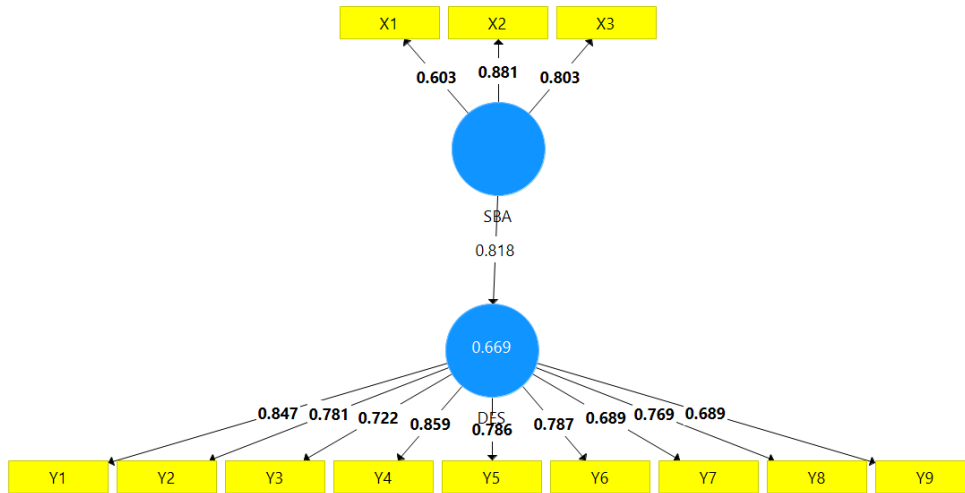 X1 X2 X3
0.603 0.881 0.803
SBA
0.818
0.669
DES
0.847 0.781 0.722 0.859 0.786 0.787 0.689 0.769 0.689
Y1 Y2 Y3 Y4 Y5 Y6 Y7 Y8 Y9